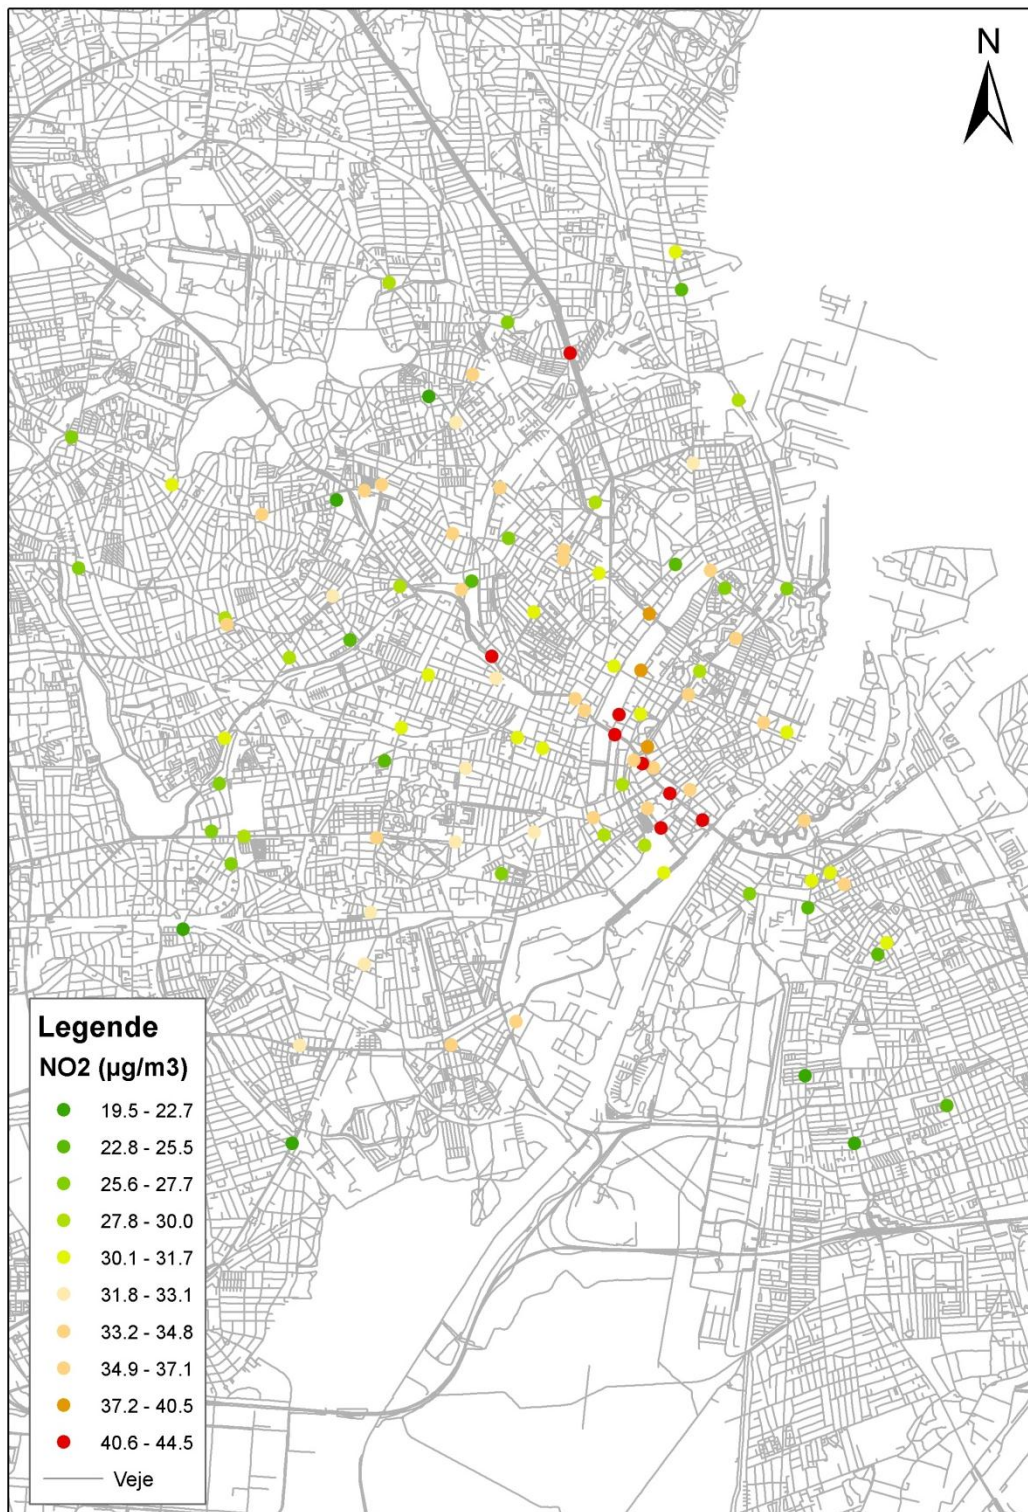 N
Legende
NO2 (µg/m3)
19.5 - 22.7
22.8 - 25.5
25.6 - 27.7
27.8 - 30.0
30.1 - 31.7
31.8 - 33.1
33.2 - 34.8
34.9 - 37.1
37.2 - 40.5
40.6 - 44.5
Veje